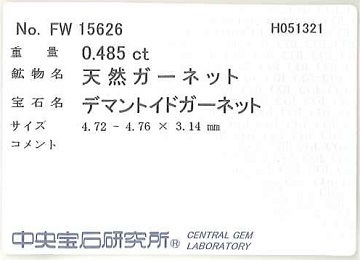 No. FW 15626 H051321
重量 0.485 ct
鉱物名 天然ガーネット
宝石名 デマントイドガーネット
サイズ 4.72 - 4.76 × 3.14 mm
コメント
中央宝石研究所® CENTRAL GEM LABORATORY